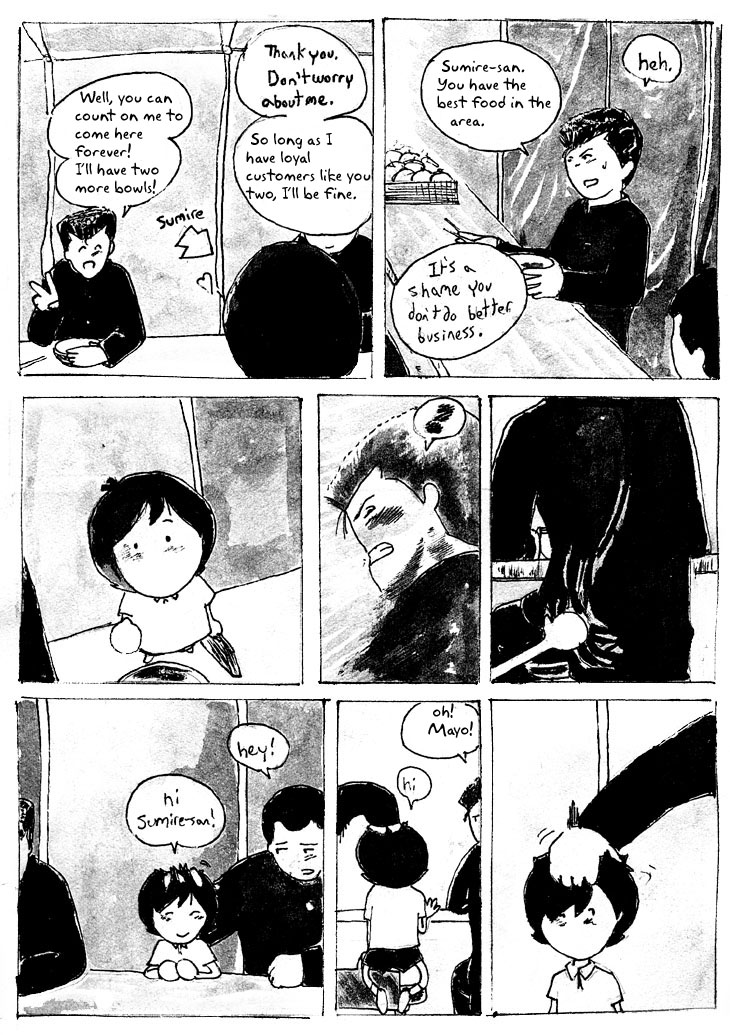 heh.
Sumire-san.
You have the
best food in the
area.
It's a
shame you
don't do better
business.
Thank you.
Don't worry
about me.
So long as I
have loyal
customers like you
two, I'll be fine.
Well, you can
count on me to
come here
forever!
I'll have two
more bowls!
Sumire
oh!
Mayo!
hi
hey!
hi
Sumire-san!